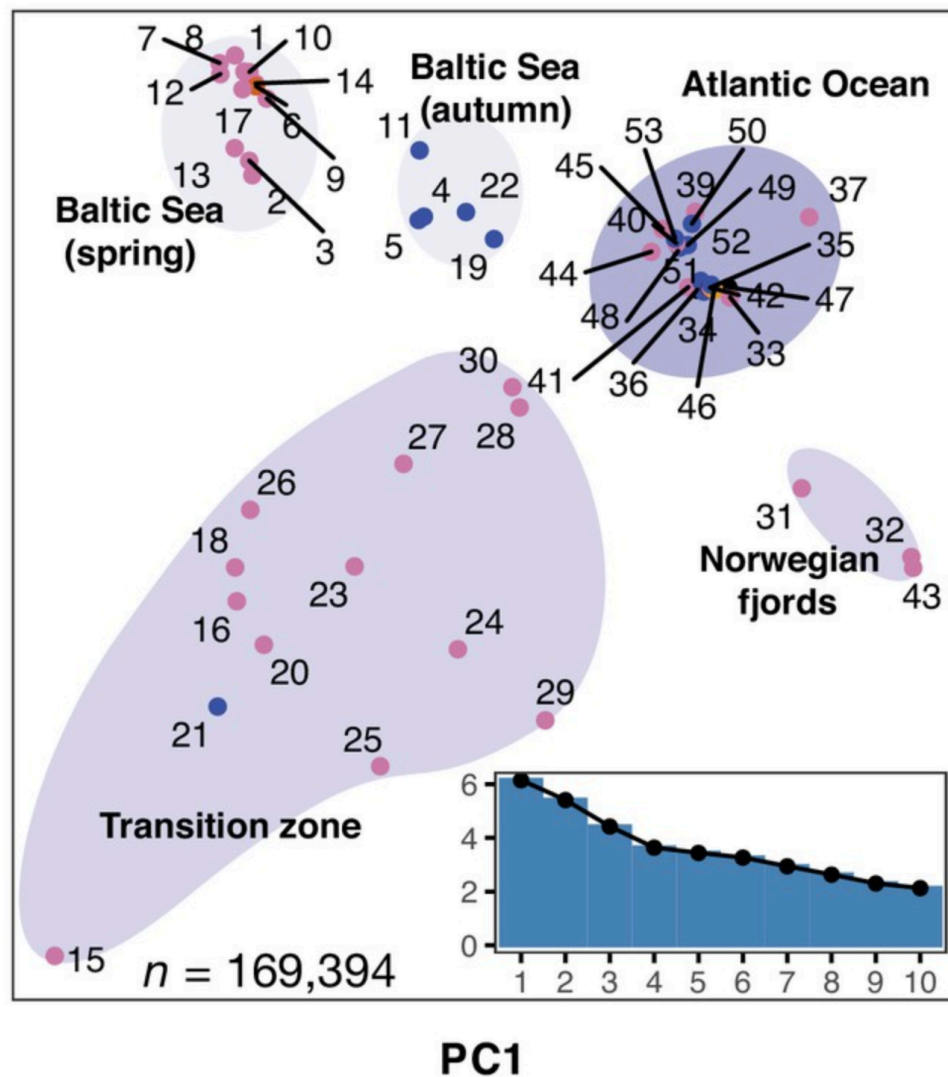 7 8 1 10
12 14
17 6
13 2 9
3
Baltic Sea
(spring)
Baltic Sea
(autumn)
11
4 22
5
19
Atlantic Ocean
53 50
45 39 49 37
40 52 35
44 51
48 42 47
34 33
41 36
46
30
28
27
26
18
23
16
20
24
21
25
29
Transition zone
15
n = 169,394
31 32
Norwegian
fjords
43
6
4
2
0
1 2 3 4 5 6 7 8 9 10
PC1